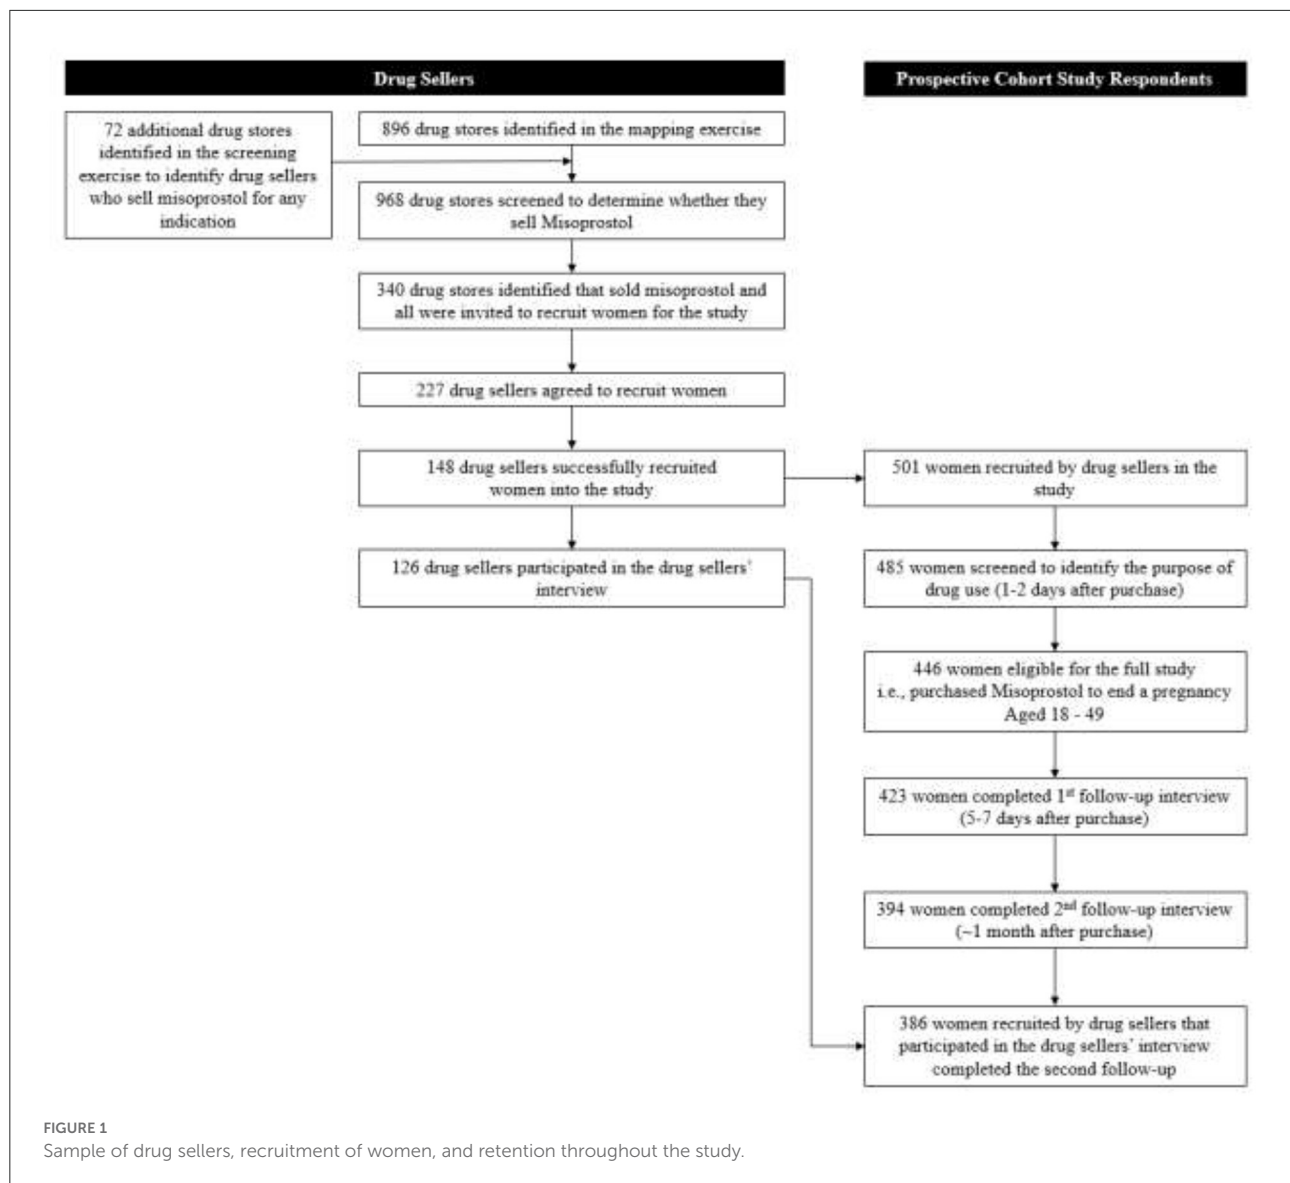 Drug Sellers
Prospective Cohort Study Respondents
72 additional drug stores
identified in the screening
exercise to identify drug sellers
who sell misoprostol for any
indication
896 drug stores identified in the mapping exercise
968 drug stores screened to determine whether they
sell Misoprostol
340 drug stores identified that sold misoprostol and
all were invited to recruit women for the study
227 drug sellers agreed to recruit women
148 drug sellers successfully recruited
women into the study
126 drug sellers participated in the drug sellers’
interview
501 women recruited by drug sellers in the
study
485 women screened to identify the purpose of
drug use (1-2 days after purchase)
446 women eligible for the full study
i.e., purchased Misoprostol to end a pregnancy
Aged 18 - 49
423 women completed 1st follow-up interview
(5-7 days after purchase)
394 women completed 2nd follow-up interview
(~1 month after purchase)
386 women recruited by drug sellers that
participated in the drug sellers’ interview
completed the second follow-up
FIGURE 1
Sample of drug sellers, recruitment of women, and retention throughout the study.